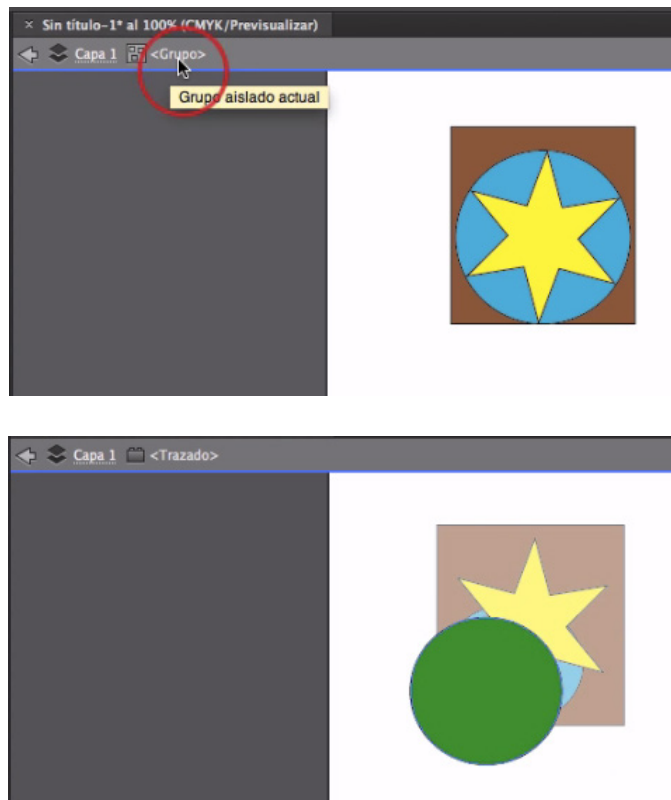 × Sin título-1* al 100% (CMYK/Previsualizar)
Capa 1 <Grupo>
Grupo aislado actual
Capa 1 <Trazado>